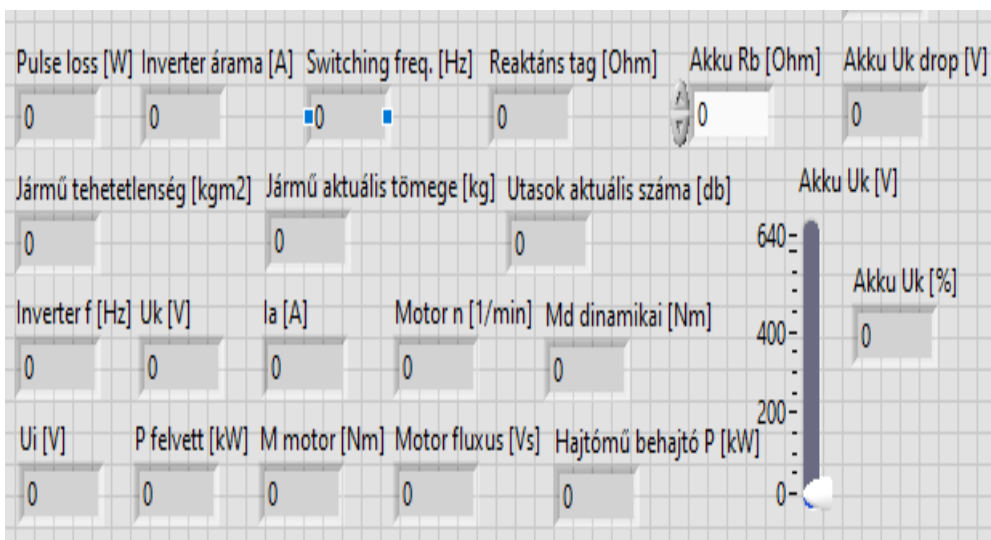 Pulse loss [W] Inverter árama [A] Switching freq. [Hz] Reaktáns tag [Ohm] Akku Rb [Ohm] Akku Uk drop [V]
0 0 0 0 0 0
Jármű tehetetlenség [kgm2] Jármű aktuális tömege [kg] Utasok aktuális száma [db] Akku Uk [V]
0 0 0 640
Akku Uk [%]
Inverter f [Hz] Uk [V] Ia [A] Motor n [1/min] Md dinamikai [Nm] 400
0 0 0 0 0 0
200
Ui [V] P felvett [kW] M motor [Nm] Motor fluxus [Vs] Hajtómű behajtó P [kW]
0 0 0 0 0 0